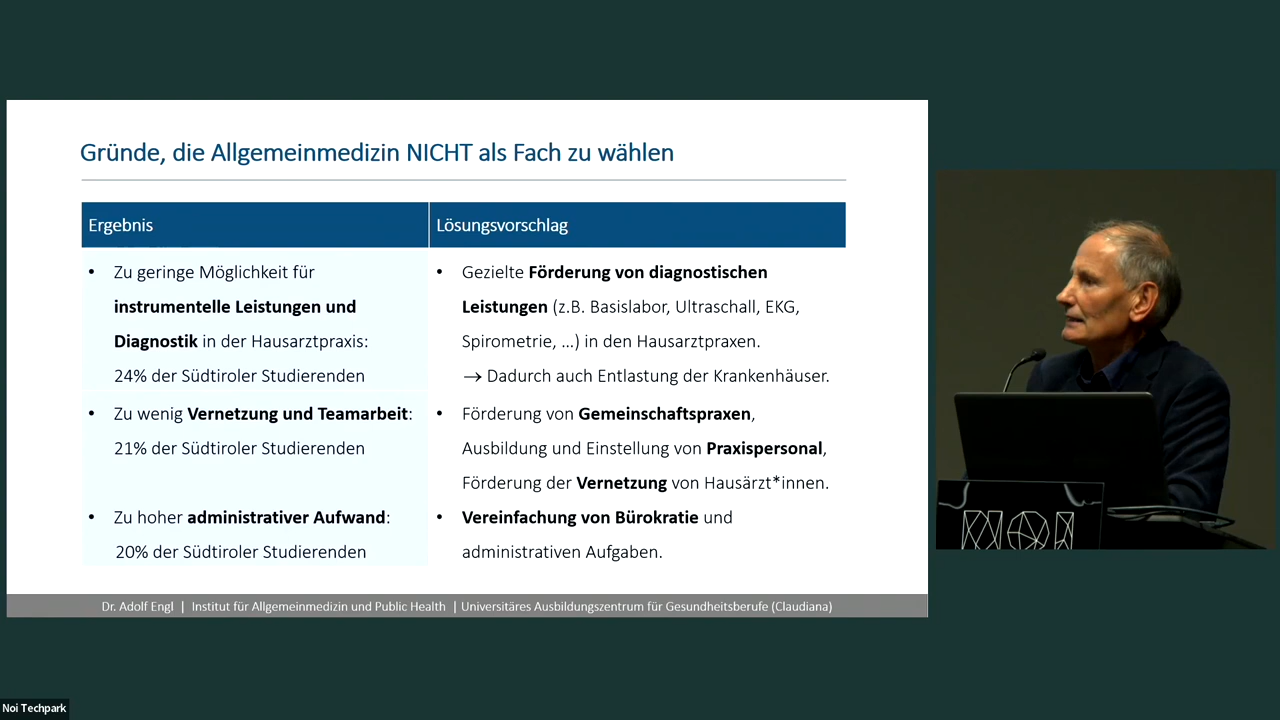 Gründe, die Allgemeinmedizin NICHT als Fach zu wählen
Ergebnis
Lösungsvorschlag
• Zu geringe Möglichkeit für
instrumentelle Leistungen und
Diagnostik in der Hausarztpraxis:
24% der Südtiroler Studierenden
• Gezielte Förderung von diagnostischen
Leistungen (z.B. Basislabor, Ultraschall, EKG,
Spirometrie, …) in den Hausarztpraxen.
→ Dadurch auch Entlastung der Krankenhäuser.
• Zu wenig Vernetzung und Teamarbeit:
21% der Südtiroler Studierenden
• Förderung von Gemeinschaftspraxen,
Ausbildung und Einstellung von Praxispersonal,
Förderung der Vernetzung von Hausärzt*innen.
• Zu hoher administrativer Aufwand:
20% der Südtiroler Studierenden
• Vereinfachung von Bürokratie und
administrativen Aufgaben.
Dr. Adolf Engl | Institut für Allgemeinmedizin und Public Health | Universitäres Ausbildungszentrum für Gesundheitsberufe (Claudiana)
NOI
Noi Techpark